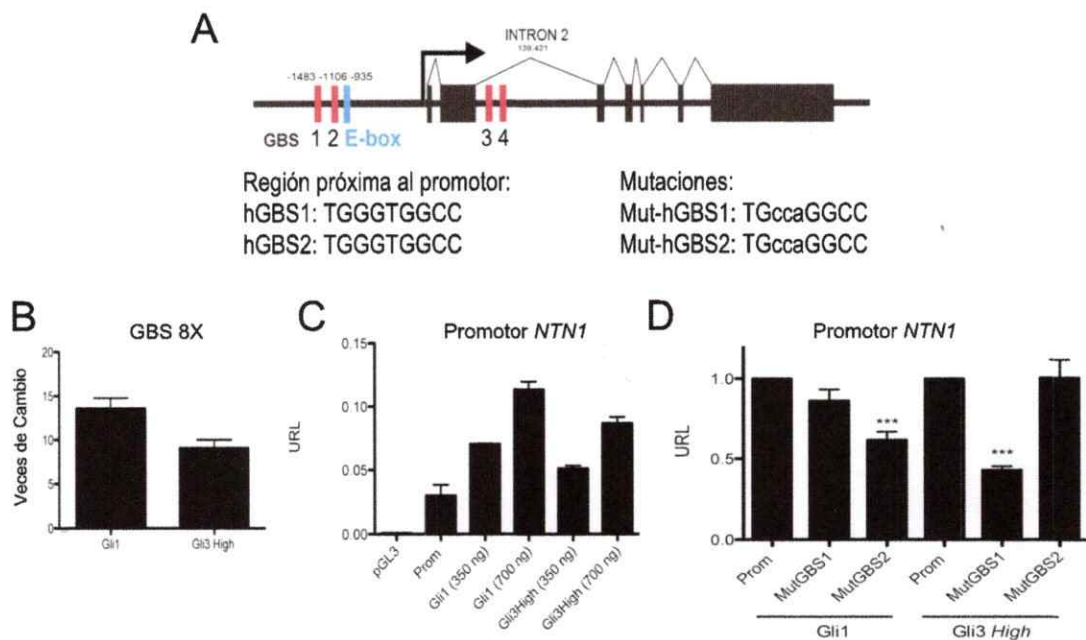 A
INTRON 2
139.421
-1483 -1106 -935
GBS 1 2 E-box
3 4
Región próxima al promotor:
hGBS1: TGGGTGGCC
hGBS2: TGGGTGGCC
Mutaciones:
Mut-hGBS1: TGccaGGCC
Mut-hGBS2: TGccaGGCC
B
GBS 8X
Veces de Cambio
20
15
10
5
0
Gli1
Gli3 High
C
Promotor NTN1
URL
0.15
0.10
0.05
0.00
pGL3
Prom
Gli1 (350 ng)
Gli1 (700 ng)
Gli3High (350 ng)
Gli3High (700 ng)
D
Promotor NTN1
URL
1.0
0.5
0.0
***
***
Prom
MutGBS1
MutGBS2
Prom
MutGBS1
MutGBS2
Gli1
Gli3 High